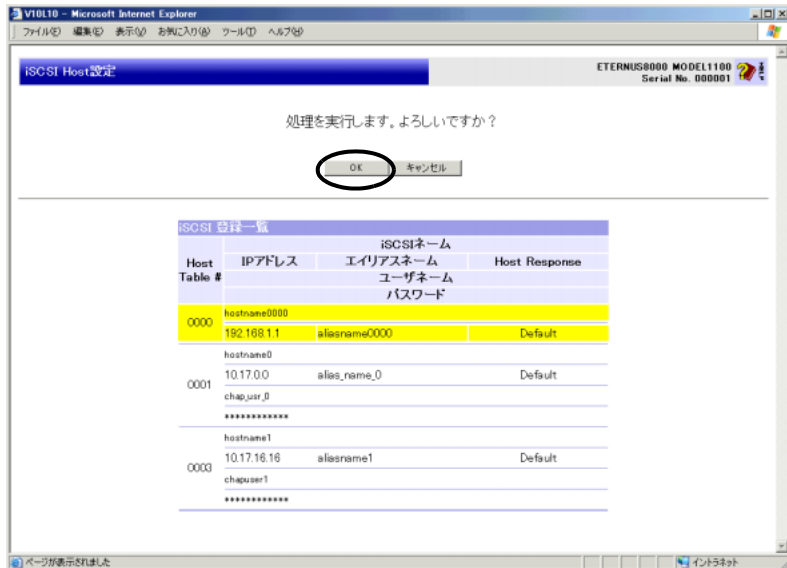 V10L10 - Microsoft Internet Explorer
ファイル(F) 編集(E) 表示(V) お気に入り(A) ツール(T) ヘルプ(H)
iSCSI Host設定
ETERNUS8000 MODEL1100
Serial No. 000001
処理を実行します。よろしいですか?
OK キャンセル
iSCSI 登録一覧
Host Table #
iSCSIネーム
IPアドレス エイリアスネーム Host Response
ユーザネーム
パスワード
0000
hostname0000
192.168.1.1 aliasname0000 Default
0001
hostname0
10.17.0.0 alias_name_0 Default
chap_usr_0
************
0003
hostname1
10.17.16.16 aliasname1 Default
chapuser1
************
ページが表示されました イントラネット